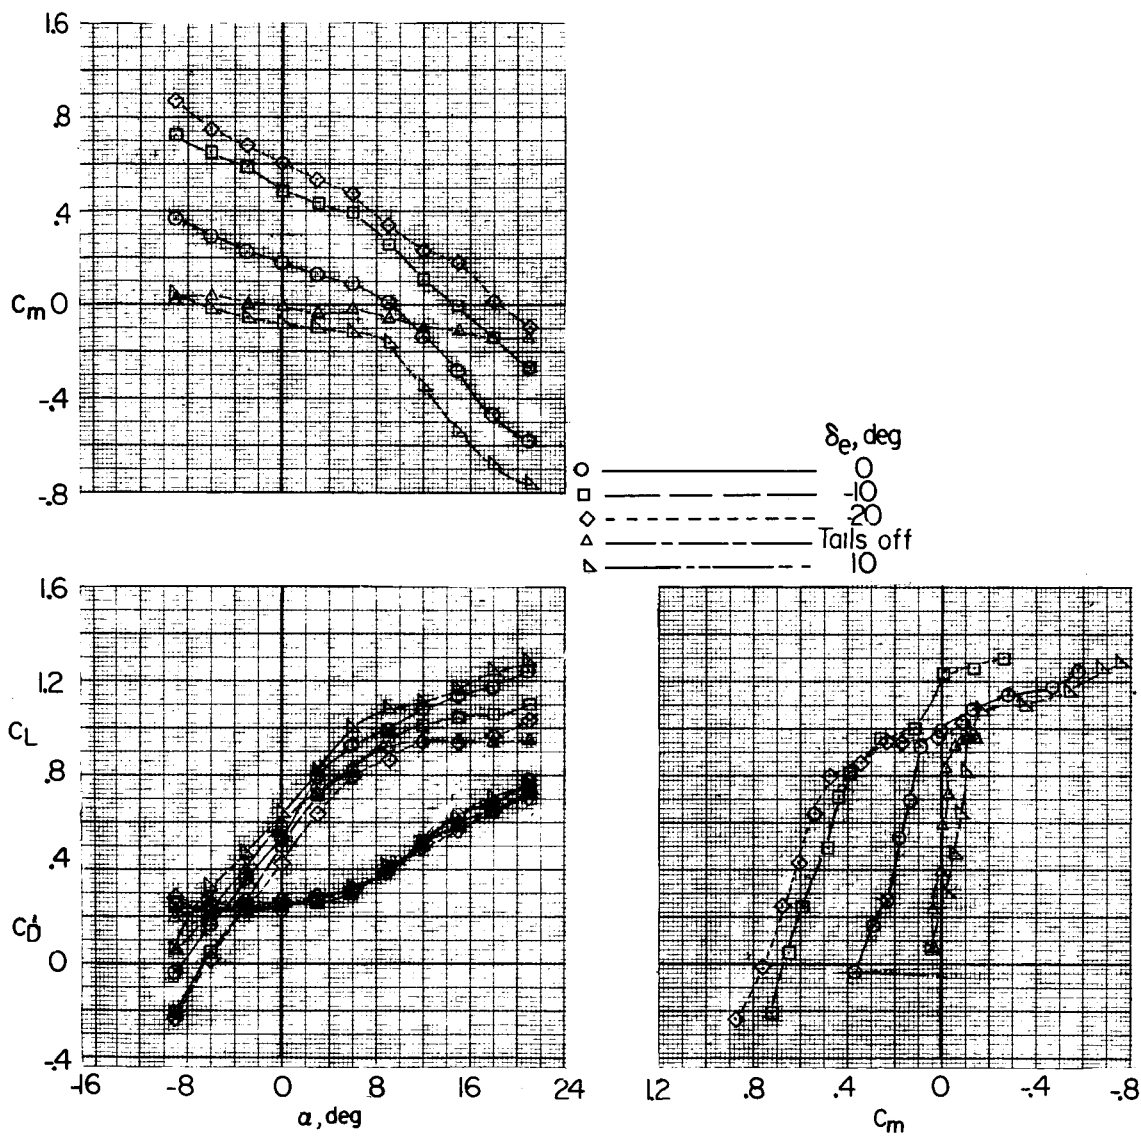 1.6
.8
.4
C_m 0
-.4
-.8
δ_e, deg
0
-10
-20
Tails off
10
1.6
1.2
C_L .8
.4
C_D' 0
-.4
-16 -8 0 .8 16 24
α, deg
1.2 .8 .4 0 -.4 -.8
C_m